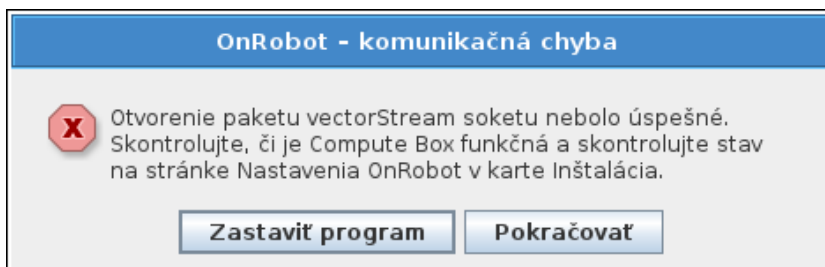 OnRobot - komunikačná chyba
Otvorenie paketu vectorStream soketu nebolo úspešné.
Skontrolujte, či je Compute Box funkčná a skontrolujte stav
na stránke Nastavenia OnRobot v karte Inštalácia.
Zastaviť program Pokračovať